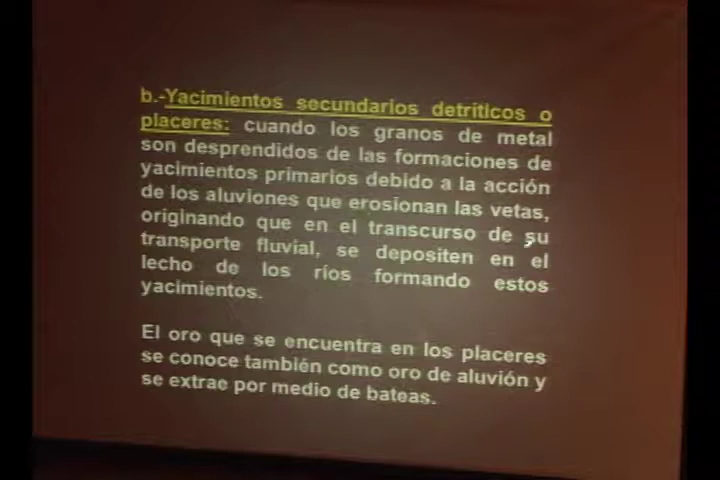 b.-Yacimientos secundarios detríticos o
placeres: cuando los granos de metal
son desprendidos de las formaciones de
yacimientos primarios debido a la acción
de los aluviones que erosionan las vetas,
originando que en el transcurso de su
transporte fluvial, se depositen en el
lecho de los ríos formando estos
yacimientos.
El oro que se encuentra en los placeres
se conoce también como oro de aluvión y
se extrae por medio de bateas.